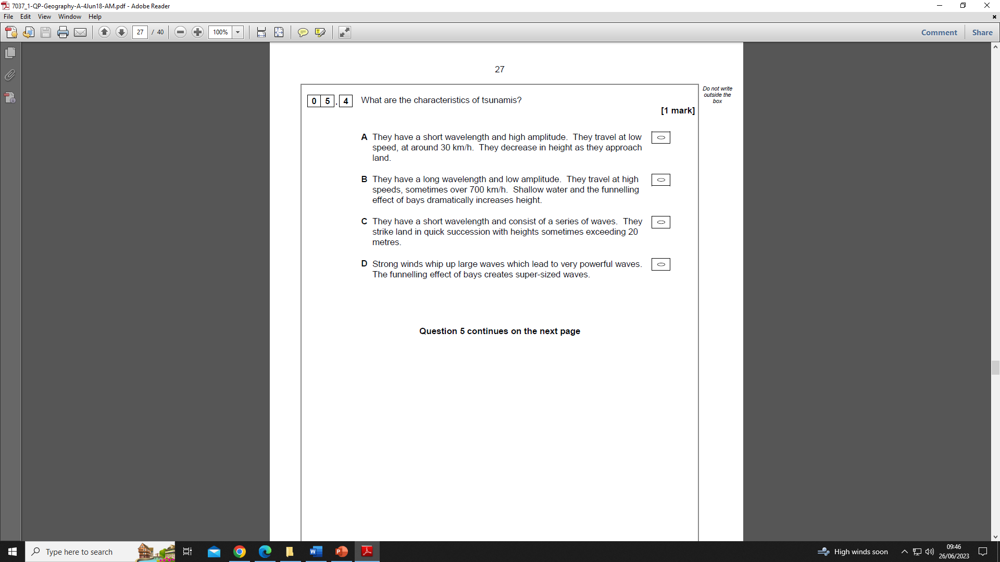 7037_1-QP-Geography-A-4Jun18-AM.pdf - Adobe Reader
File Edit View Window Help
27 / 40 100% Comment Share
27
Do not write
outside the
box
0 5 . 4 What are the characteristics of tsunamis?
[1 mark]
A They have a short wavelength and high amplitude. They travel at low
speed, at around 30 km/h. They decrease in height as they approach
land.
B They have a long wavelength and low amplitude. They travel at high
speeds, sometimes over 700 km/h. Shallow water and the funnelling
effect of bays dramatically increases height.
C They have a short wavelength and consist of a series of waves. They
strike land in quick succession with heights sometimes exceeding 20
metres.
D Strong winds whip up large waves which lead to very powerful waves.
The funnelling effect of bays creates super-sized waves.
Question 5 continues on the next page
Type here to search
High winds soon
09:46
26/06/2023